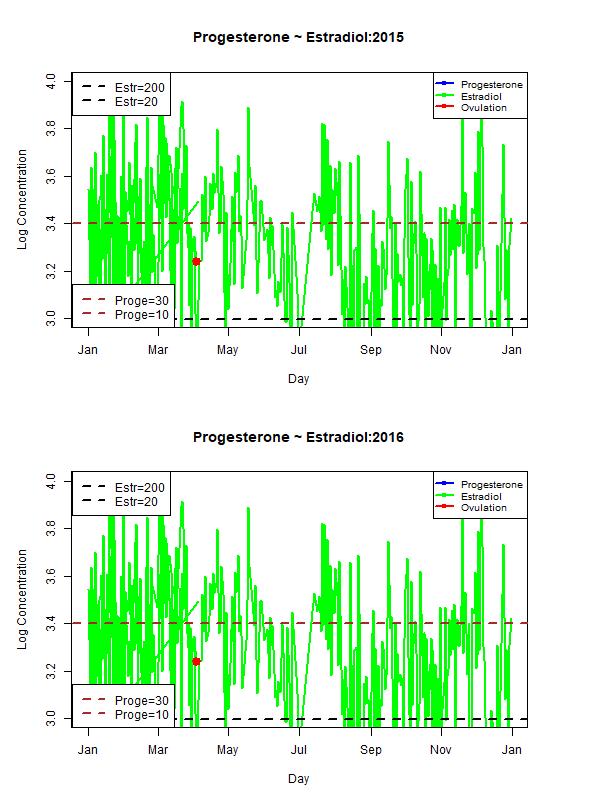 Progesterone ~ Estradiol:2015
Log Concentration
4.0
3.8
3.6
3.4
3.2
3.0
Estr=200
Estr=20
Progesterone
Estradiol
Ovulation
Proge=30
Proge=10
Jan Mar May Jul Sep Nov Jan
Day
Progesterone ~ Estradiol:2016
Log Concentration
4.0
3.8
3.6
3.4
3.2
3.0
Estr=200
Estr=20
Progesterone
Estradiol
Ovulation
Proge=30
Proge=10
Jan Mar May Jul Sep Nov Jan
Day